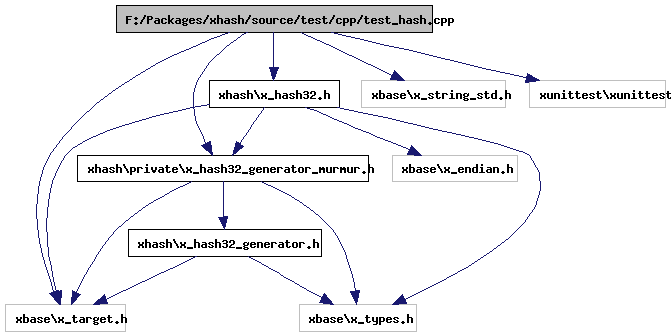 F:/Packages/xhash/source/test/cpp/test_hash.cpp
xhash\x_hash32.h
xbase\x_string_std.h
xunittest\xunittest
xhash\private\x_hash32_generator_murmur.h
xbase\x_endian.h
xhash\x_hash32_generator.h
xbase\x_target.h
xbase\x_types.h